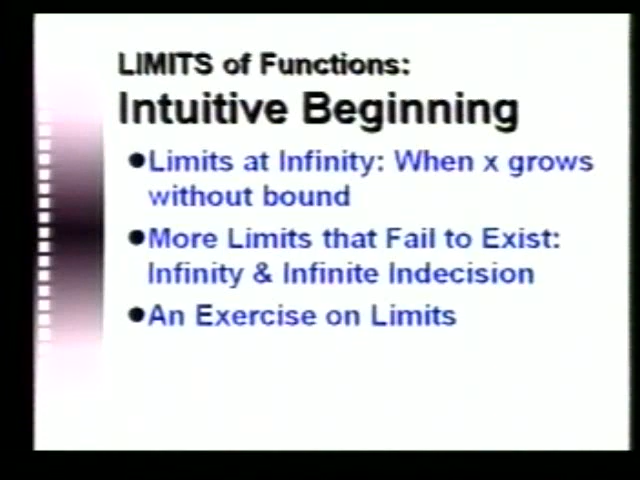 LIMITS of Functions:
Intuitive Beginning
●Limits at Infinity: When x grows
without bound
●More Limits that Fail to Exist:
Infinity & Infinite Indecision
●An Exercise on Limits